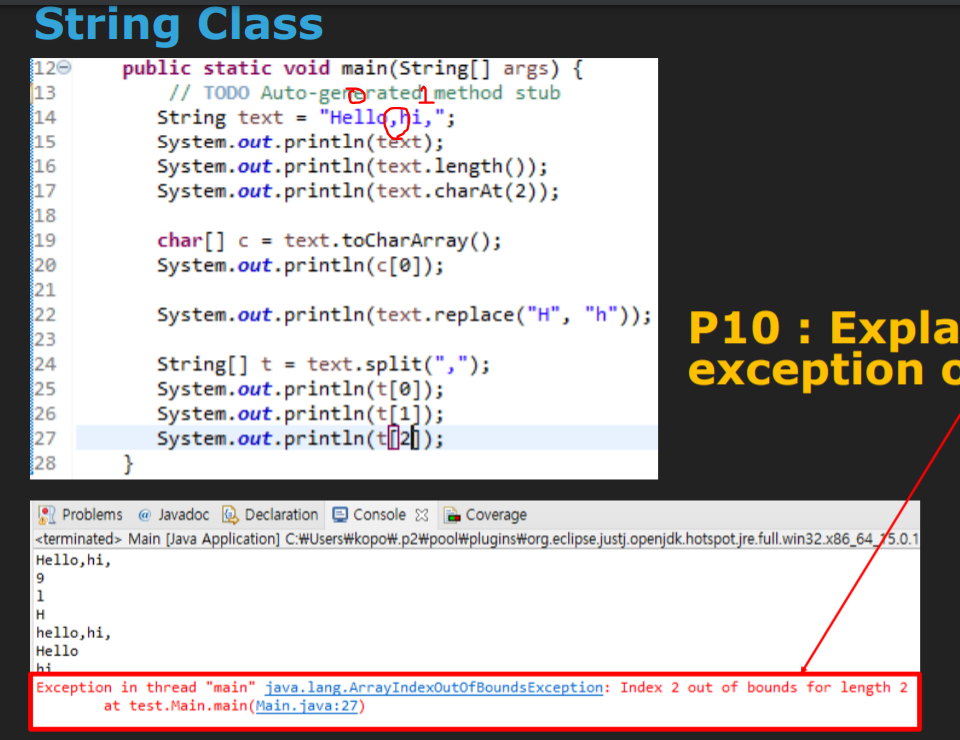 String Class
12 public static void main(String[] args) {
13 // TODO Auto-generated method stub
0 1
14 String text = "Hello,hi,";
15 System.out.println(text);
16 System.out.println(text.length());
17 System.out.println(text.charAt(2));
18
19 char[] c = text.toCharArray();
20 System.out.println(c[0]);
21
22 System.out.println(text.replace("H", "h"));
23
24 String[] t = text.split(",");
25 System.out.println(t[0]);
26 System.out.println(t[1]);
27 System.out.println(t[2]);
28 }
P10 : Expla
exception
Problems @ Javadoc Declaration Console Coverage
<terminated> Main [Java Application] C:₩Users₩kopo₩.p2₩pool₩plugins₩org.eclipse.justj.openjdk.hotspot.jre.full.win32.x86_64_15.0.1
Hello,hi,
9
l
H
hello,hi,
Hello
hi
Exception in thread "main" java.lang.ArrayIndexOutOfBoundsException: Index 2 out of bounds for length 2
at test.Main.main(Main.java:27)